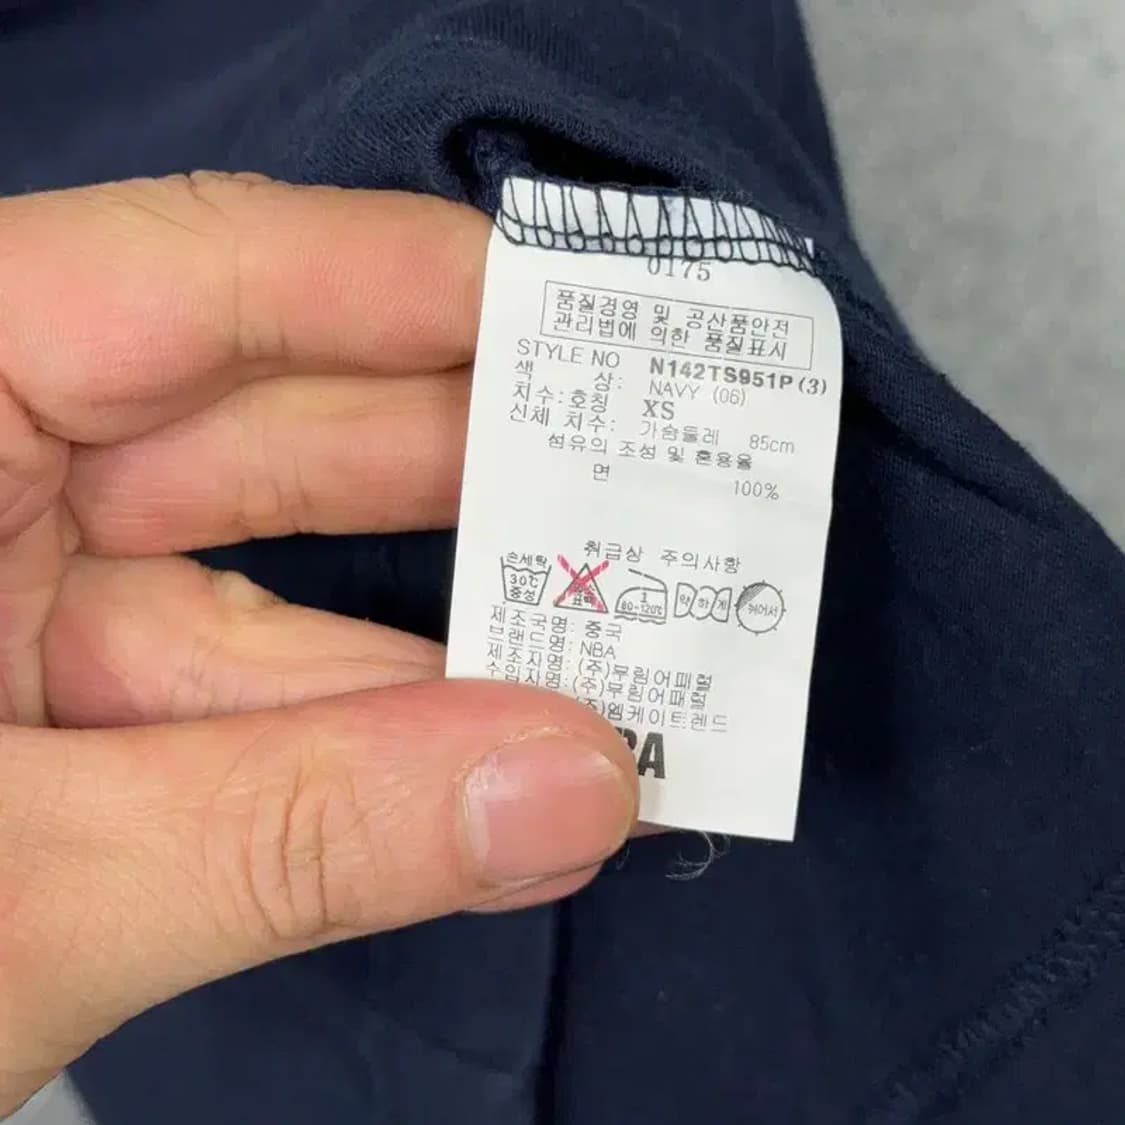 0175
품질경영 및 공산품안전
관리법에 의한 품질표시
STYLE NO N142TS951P(3)
색 상: NAVY (06)
치수:호칭 XS
신체 치수: 가슴둘레 85cm
섬유의 조성 및 혼용율
면 100%
취급상 주의사항
손세탁
30℃
중성
표백
1
80~120℃
약하게
뉘어서
제조국명: 중국
브랜드명: NBA
제조자명: (주)부림어패럴
수입자명: (주)부림어패럴
(주)엠케이트렌드
BA